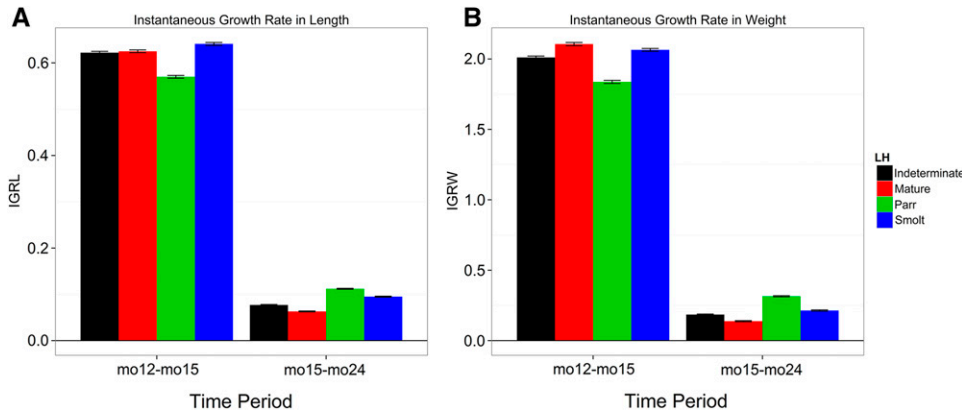 A
Instantaneous Growth Rate in Length
IGRL
0.6
0.4
0.2
0.0
mo12-mo15
mo15-mo24
Time Period
B
Instantaneous Growth Rate in Weight
IGRW
2.0
1.5
1.0
0.5
0.0
mo12-mo15
mo15-mo24
Time Period
LH
Indeterminate
Mature
Parr
Smolt